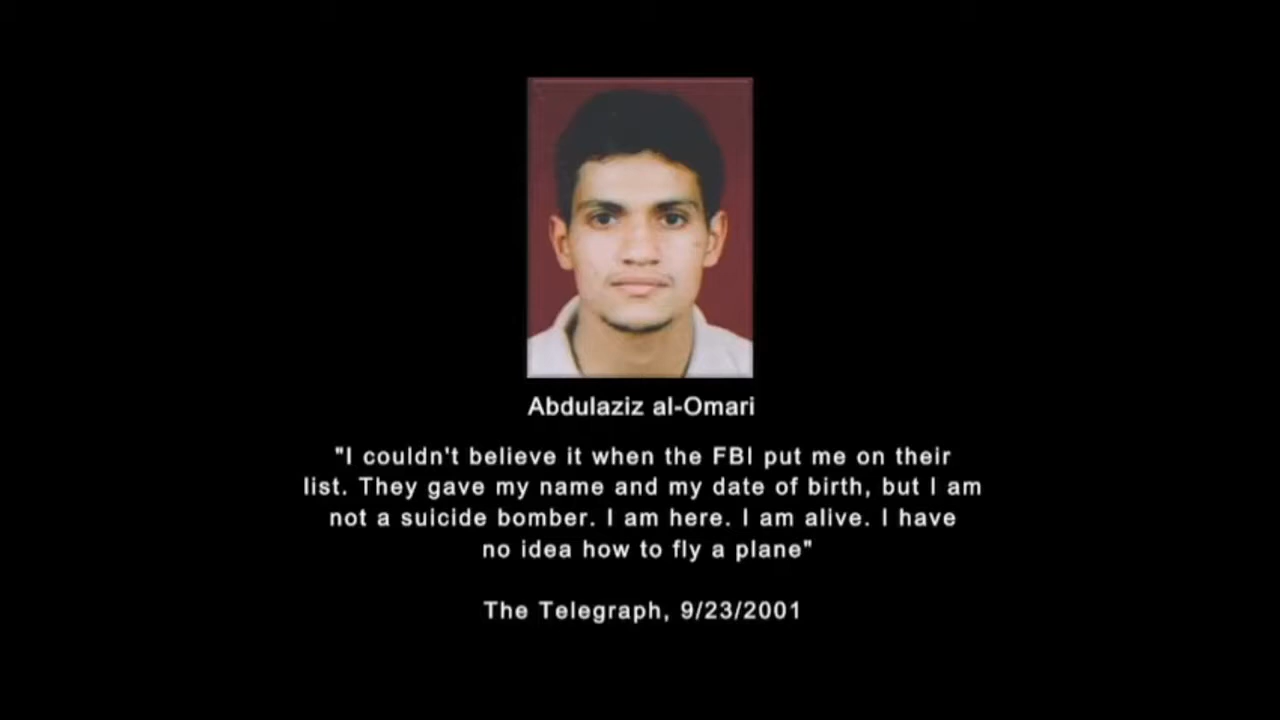 Abdulaziz al-Omari
"I couldn't believe it when the FBI put me on their
list. They gave my name and my date of birth, but I am
not a suicide bomber. I am here. I am alive. I have
no idea how to fly a plane"
The Telegraph, 9/23/2001